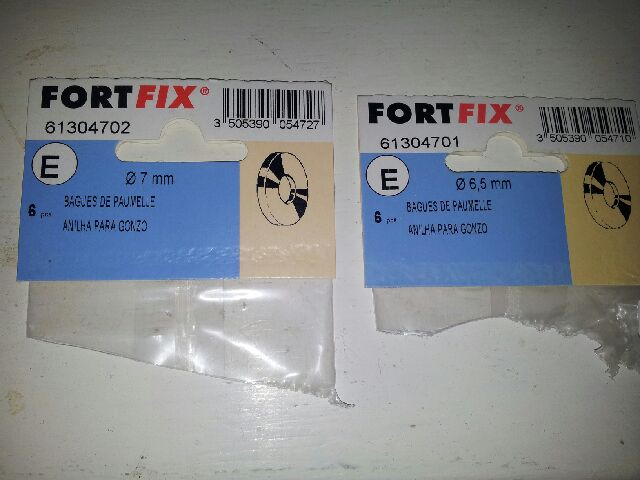 FORTFIX®
61304702
3 505390 054727
E
Ø 7 mm
6 pcs
BAGUES DE PAUMELLE
ANILHA PARA GONZO
FORTFIX®
61304701
3 505390 054710
E
Ø 6,5 mm
6 pcs
BAGUES DE PAUMELLE
ANILHA PARA GONZO